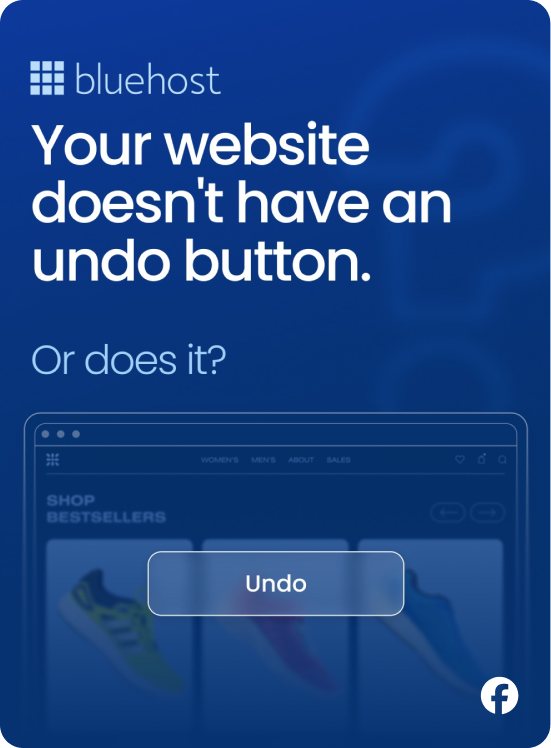 bluehost
Your website
doesn't have an
undo button.
Or does it?
WOMEN'S MEN'S ABOUT SALES
SHOP
BESTSELLERS
Undo